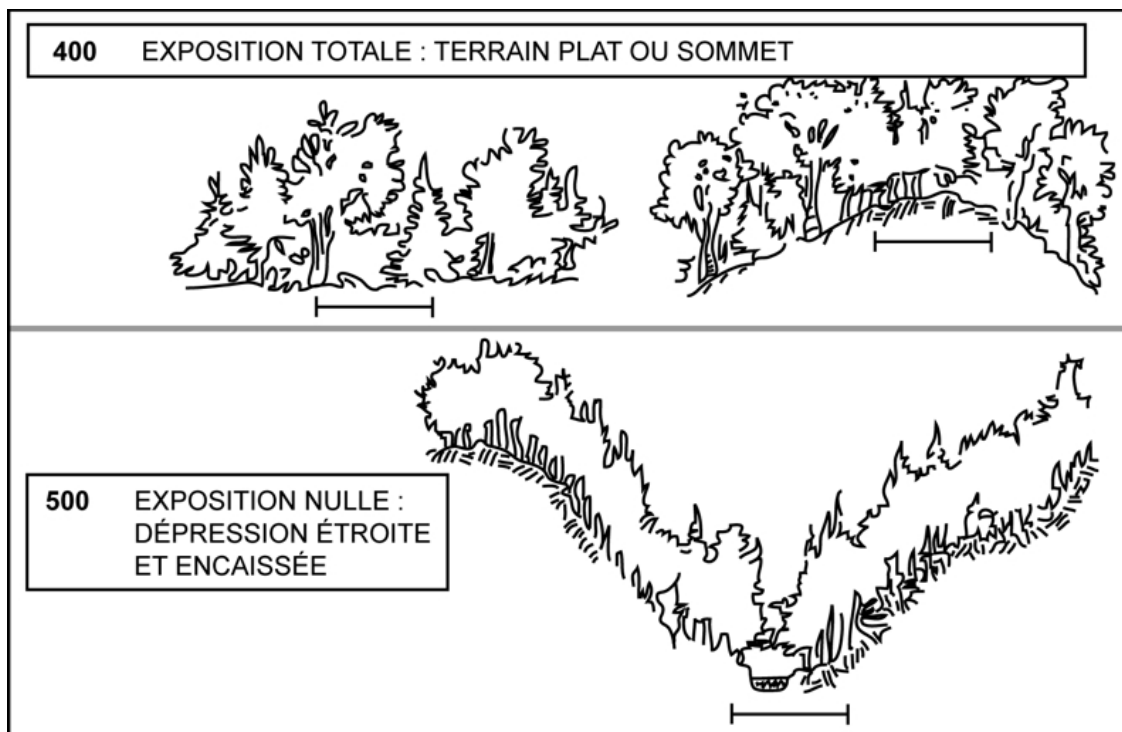 400 EXPOSITION TOTALE : TERRAIN PLAT OU SOMMET
500 EXPOSITION NULLE :
DÉPRESSION ÉTROITE
ET ENCAISSÉE